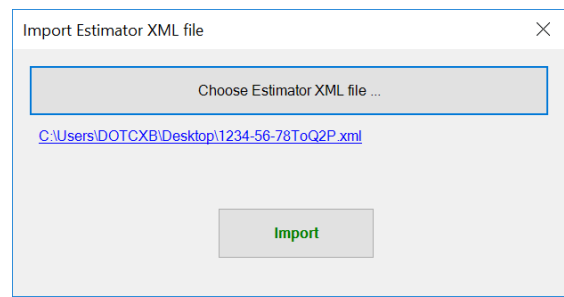 Import Estimator XML file
Choose Estimator XML file ...
C:\Users\DOTCXB\Desktop\1234-56-78ToQ2P.xml
Import